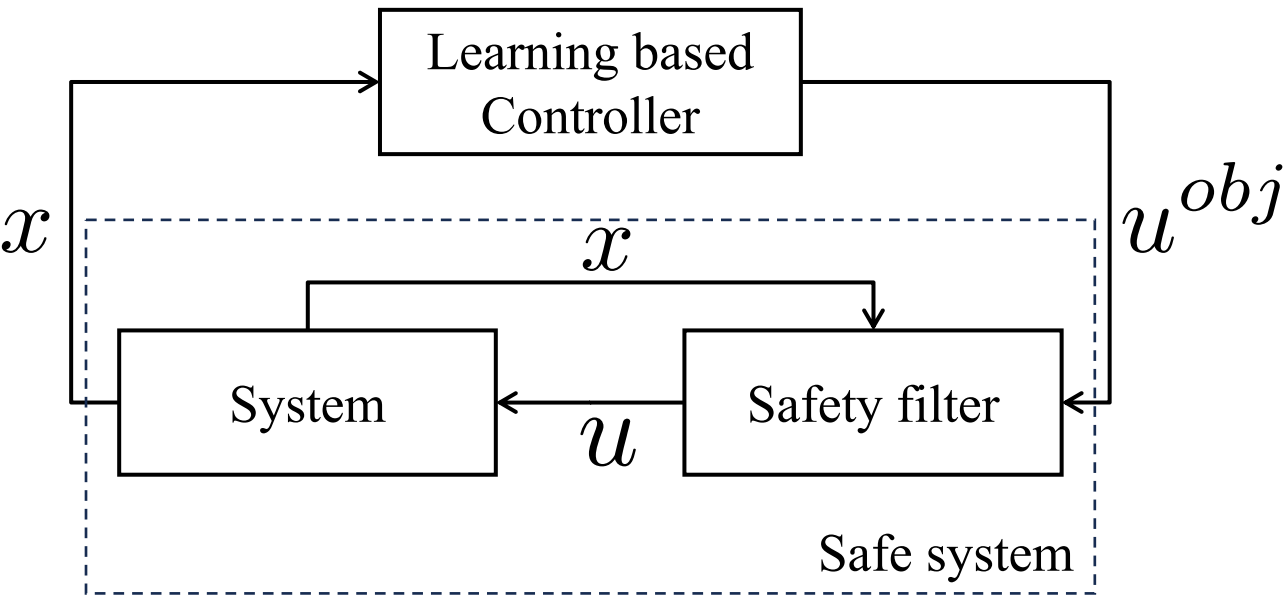 Learning based
Controller
x
u^{obj}
x
System
Safety filter
u
Safe system